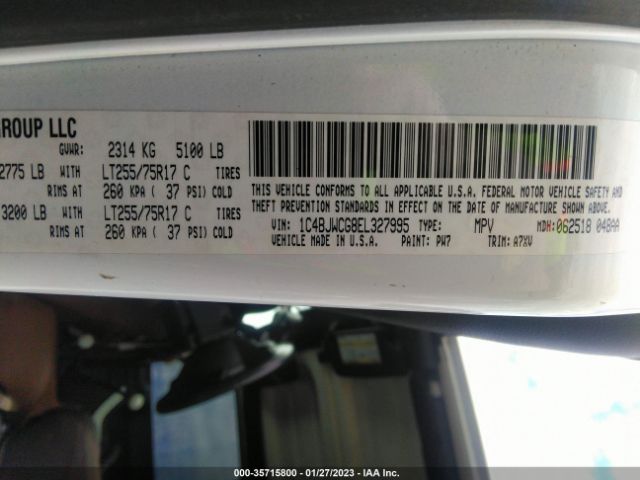 GROUP LLC
GVWR: 2314 KG 5100 LB
2775 LB WITH LT255/75R17 C TIRES
RIMS AT 260 KPA ( 37 PSI) COLD
3200 LB WITH LT255/75R17 C TIRES
RIMS AT 260 KPA ( 37 PSI) COLD
THIS VEHICLE CONFORMS TO ALL APPLICABLE U.S.A. FEDERAL MOTOR VEHICLE SAFETY AND
THEFT PREVENTION STANDARDS IN EFFECT ON THE DATE OF MANUFACTURE SHOWN ABOVE.
VIN: 1C4BJWCG8EL327995 TYPE: MPV MDH: 062518 048AA
VEHICLE MADE IN U.S.A. PAINT: PW7 TRIM: A7XV
000-35715800 - 01/27/2023 - IAA Inc.